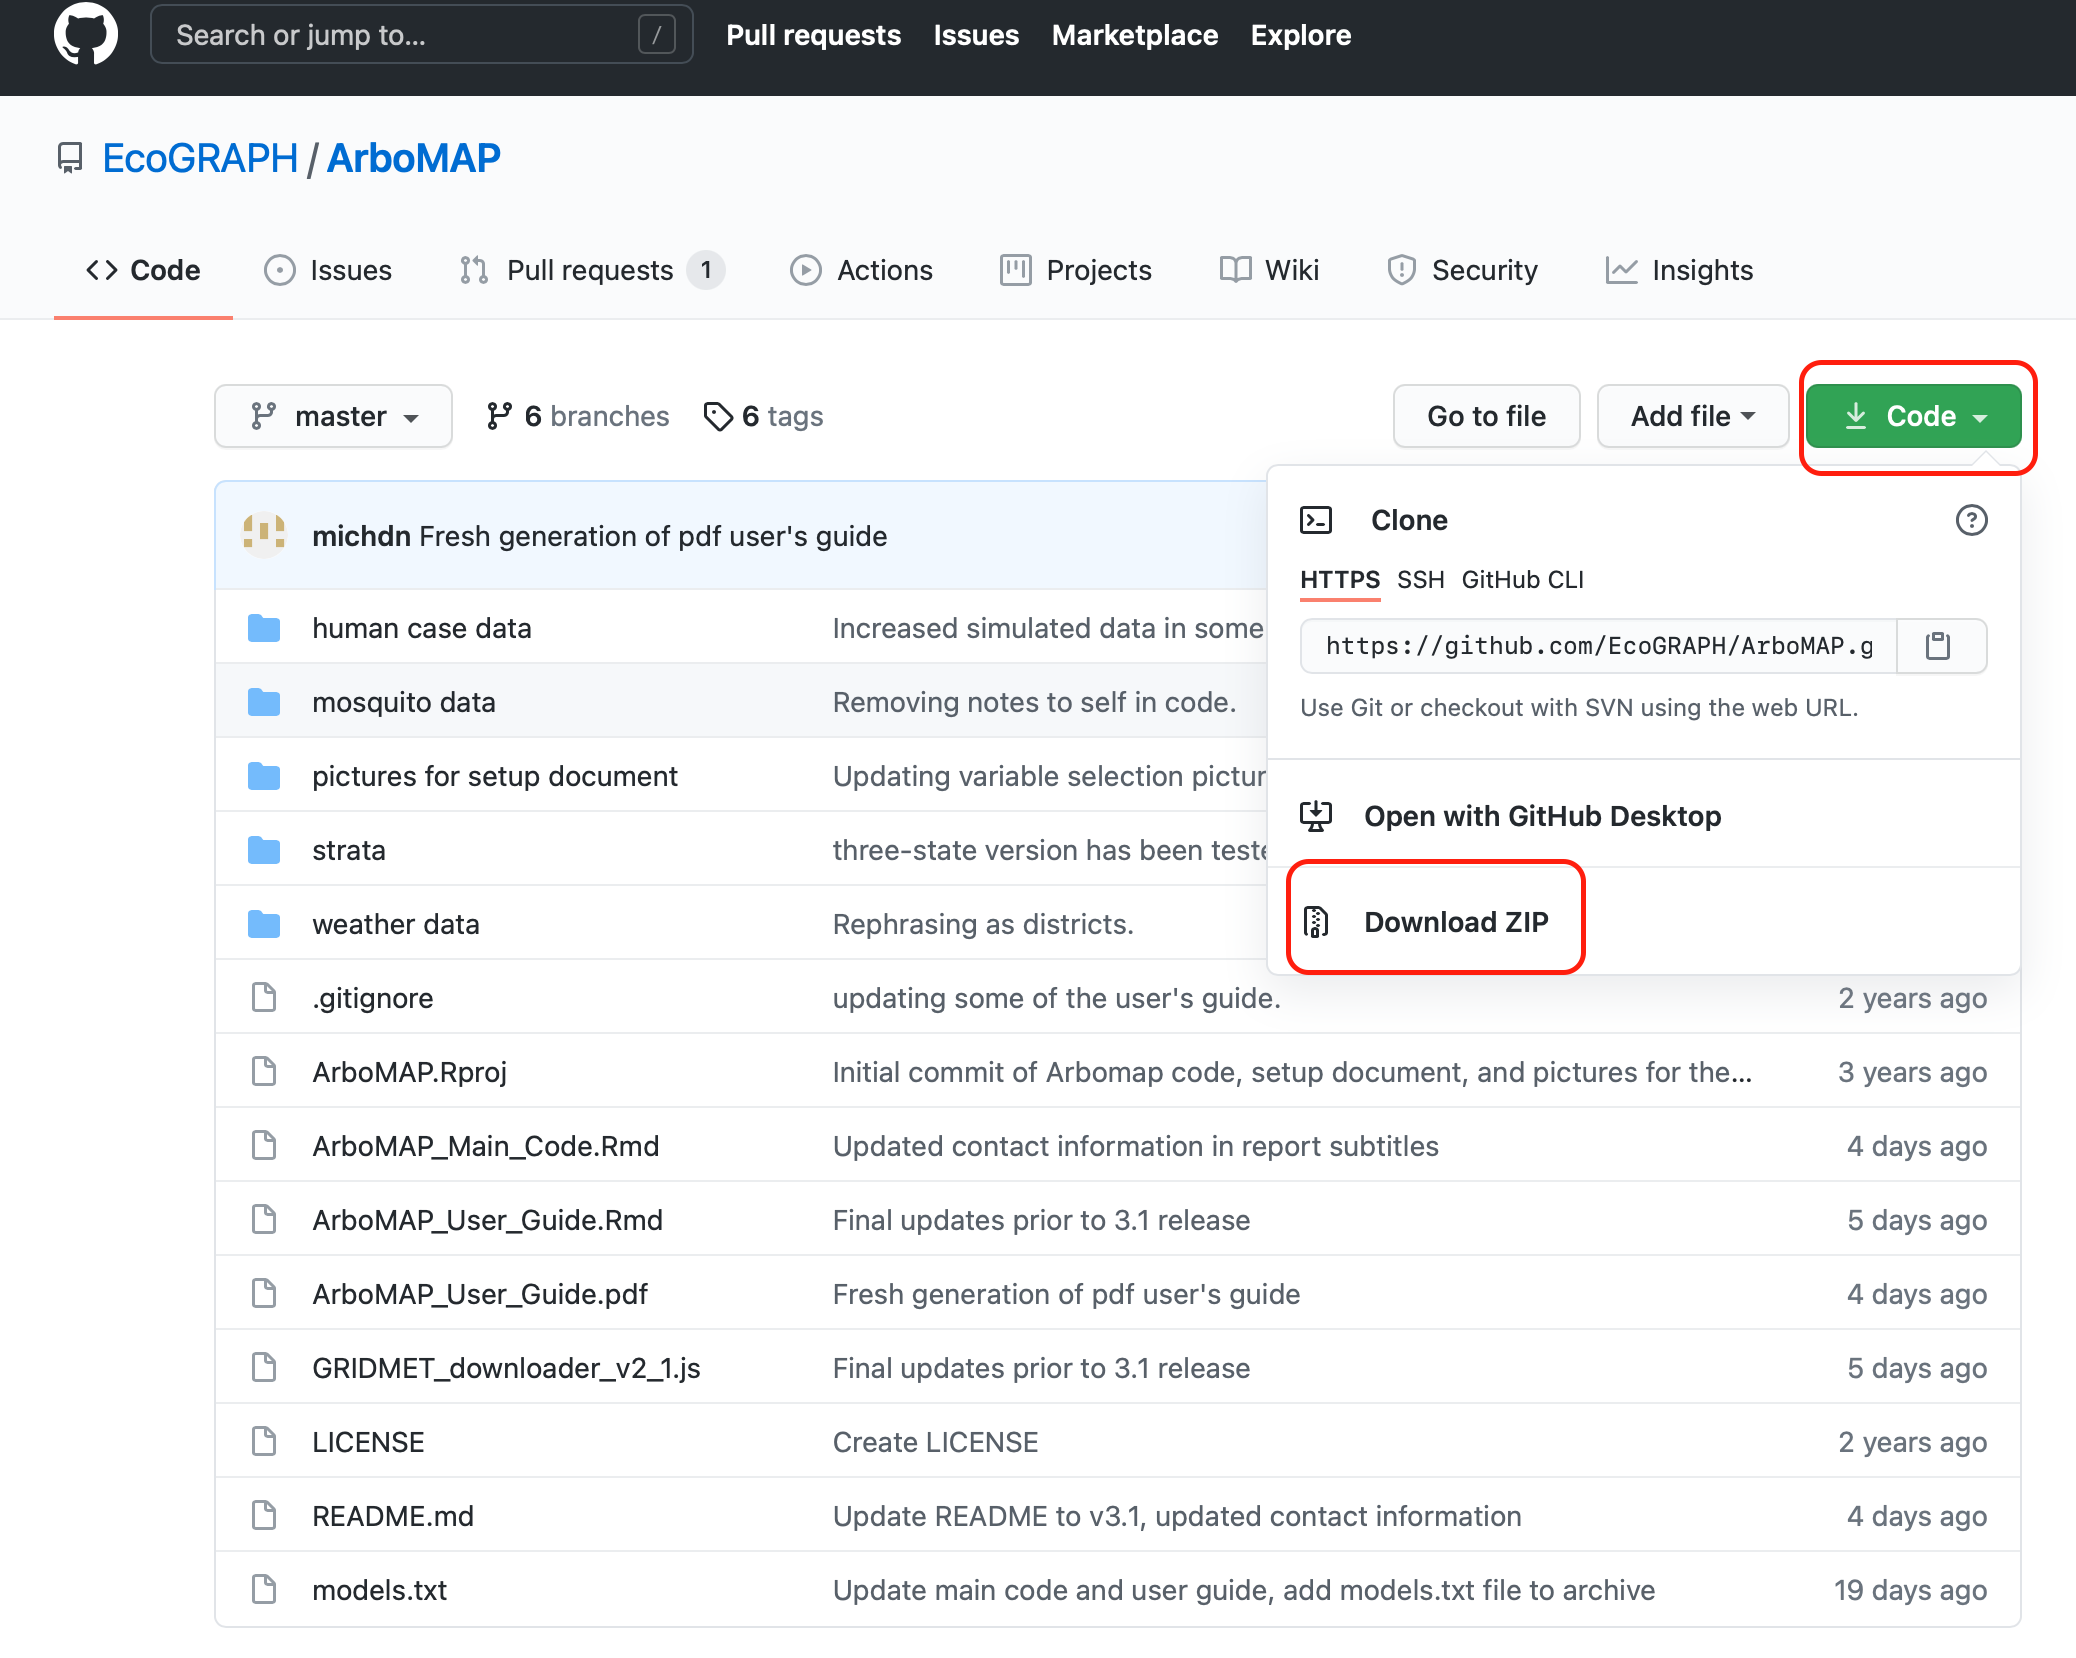 Search or jump to... / Pull requests Issues Marketplace Explore
EcoGRAPH / ArboMAP
Code Issues Pull requests 1 Actions Projects Wiki Security Insights
master 6 branches 6 tags Go to file Add file Code
michdn Fresh generation of pdf user's guide
Clone
HTTPS SSH GitHub CLI
https://github.com/EcoGRAPH/ArboMAP.g
Use Git or checkout with SVN using the web URL.
Open with GitHub Desktop
Download ZIP
human case data Increased simulated data in some
mosquito data Removing notes to self in code.
pictures for setup document Updating variable selection pictur
strata three-state version has been teste
weather data Rephrasing as districts.
.gitignore updating some of the user's guide. 2 years ago
ArboMAP.Rproj Initial commit of Arbomap code, setup document, and pictures for the... 3 years ago
ArboMAP_Main_Code.Rmd Updated contact information in report subtitles 4 days ago
ArboMAP_User_Guide.Rmd Final updates prior to 3.1 release 5 days ago
ArboMAP_User_Guide.pdf Fresh generation of pdf user's guide 4 days ago
GRIDMET_downloader_v2_1.js Final updates prior to 3.1 release 5 days ago
LICENSE Create LICENSE 2 years ago
README.md Update README to v3.1, updated contact information 4 days ago
models.txt Update main code and user guide, add models.txt file to archive 19 days ago